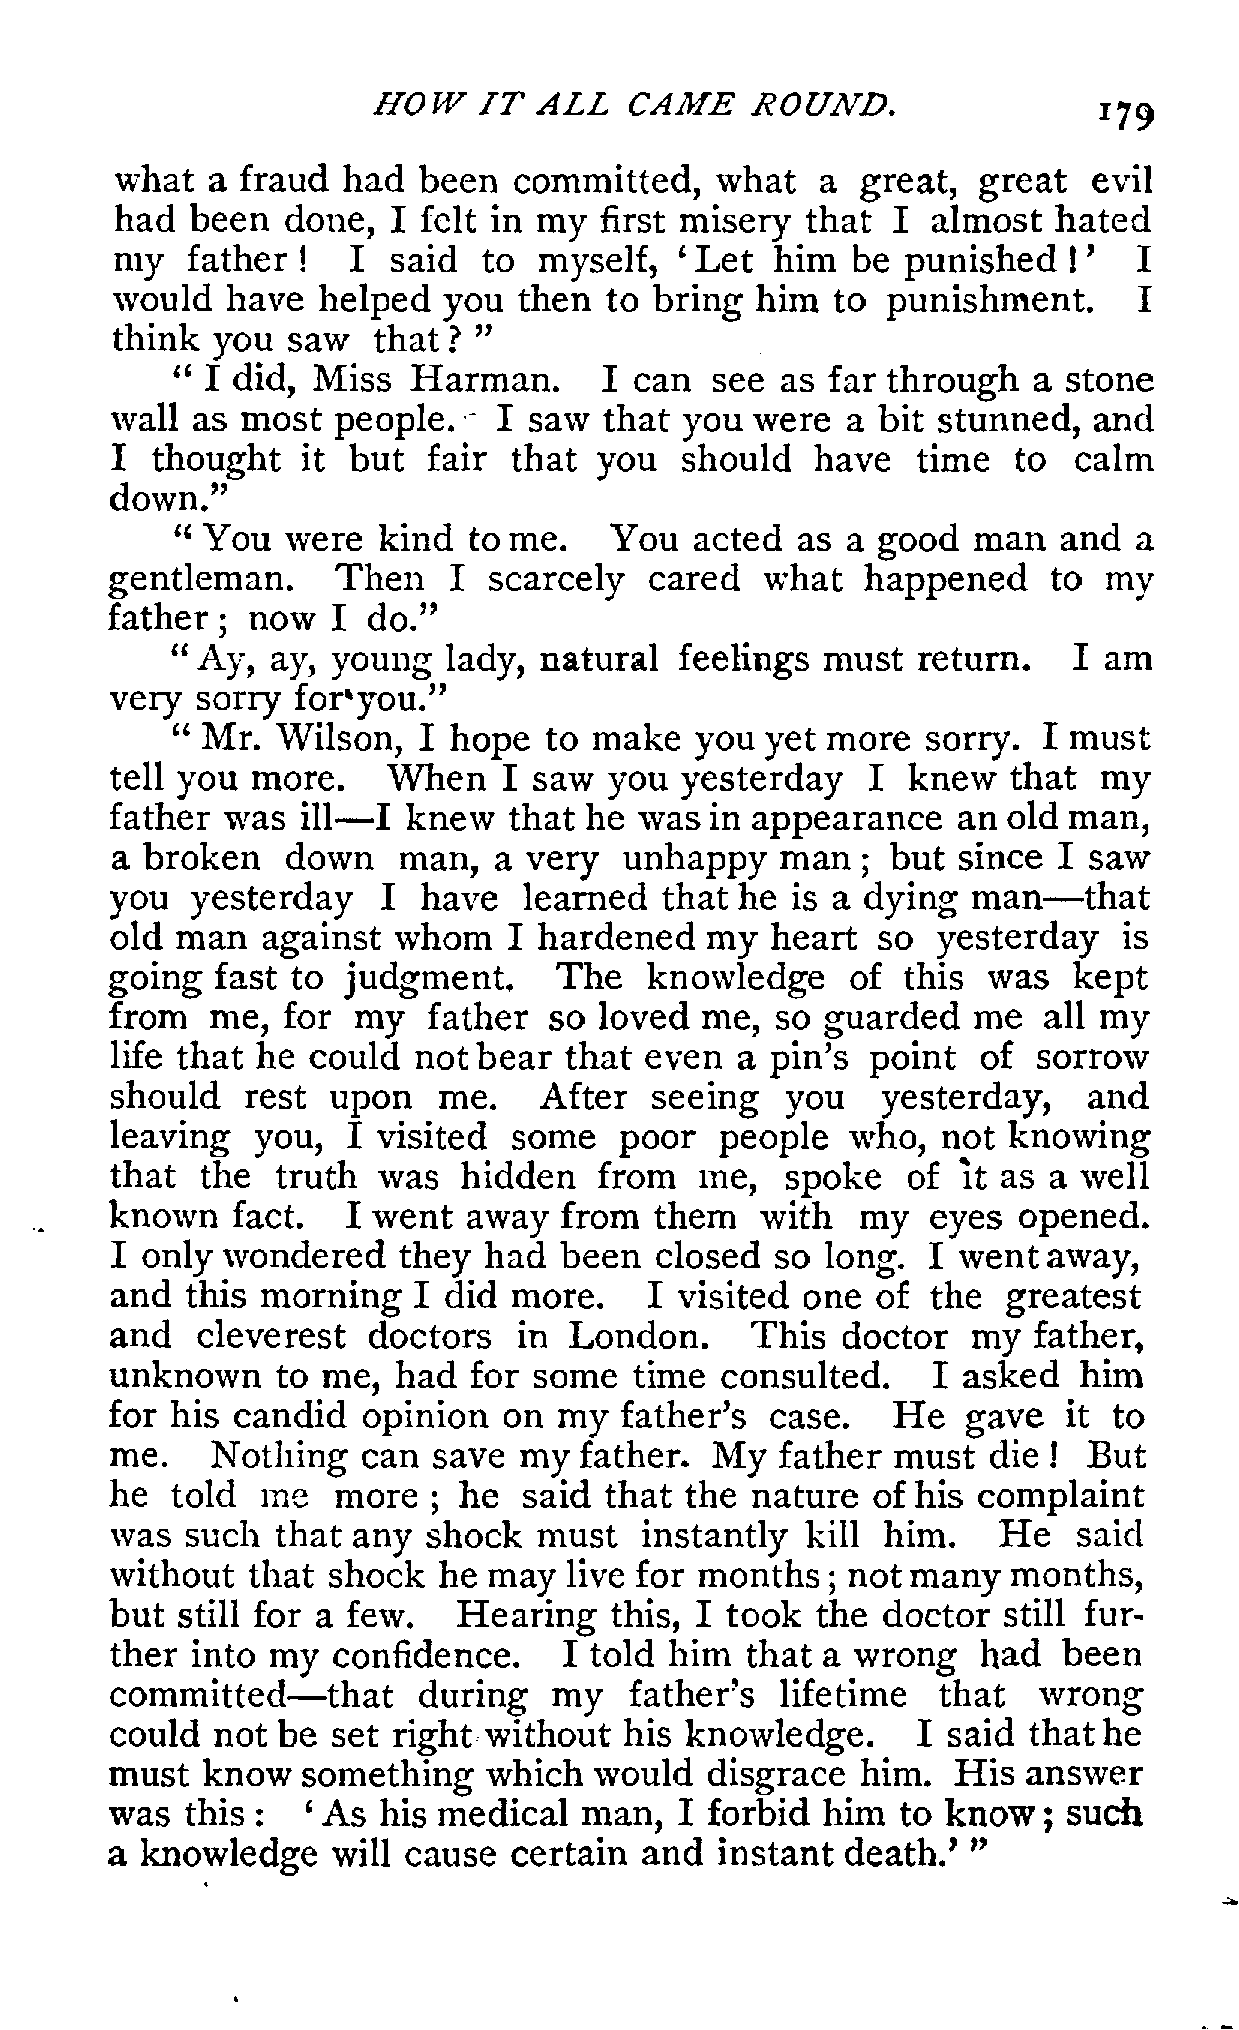 HOW IT ALL CAME ROUND. 179
what a fraud had been committed, what a great, great evil
had been done, I felt in my first misery that I almost hated
my father! I said to myself, 'Let him be punished!' I
would have helped you then to bring him to punishment. I
think you saw that?"
"I did, Miss Harman. I can see as far through a stone
wall as most people. I saw that you were a bit stunned, and
I thought it but fair that you should have time to calm
down."
"You were kind to me. You acted as a good man and a
gentleman. Then I scarcely cared what happened to my
father; now I do."
"Ay, ay, young lady, natural feelings must return. I am
very sorry for you."
"Mr. Wilson, I hope to make you yet more sorry. I must
tell you more. When I saw you yesterday I knew that my
father was ill—I knew that he was in appearance an old man,
a broken down man, a very unhappy man; but since I saw
you yesterday I have learned that he is a dying man—that
old man against whom I hardened my heart so yesterday is
going fast to judgment. The knowledge of this was kept
from me, for my father so loved me, so guarded me all my
life that he could not bear that even a pin's point of sorrow
should rest upon me. After seeing you yesterday, and
leaving you, I visited some poor people who, not knowing
that the truth was hidden from me, spoke of it as a well
known fact. I went away from them with my eyes opened.
I only wondered they had been closed so long. I went away,
and this morning I did more. I visited one of the greatest
and cleverest doctors in London. This doctor my father,
unknown to me, had for some time consulted. I asked him
for his candid opinion on my father's case. He gave it to
me. Nothing can save my father. My father must die! But
he told me more; he said that the nature of his complaint
was such that any shock must instantly kill him. He said
without that shock he may live for months; not many months,
but still for a few. Hearing this, I took the doctor still fur-
ther into my confidence. I told him that a wrong had been
committed—that during my father's lifetime that wrong
could not be set right without his knowledge. I said that he
must know something which would disgrace him. His answer
was this: 'As his medical man, I forbid him to know; such
a knowledge will cause certain and instant death.'"